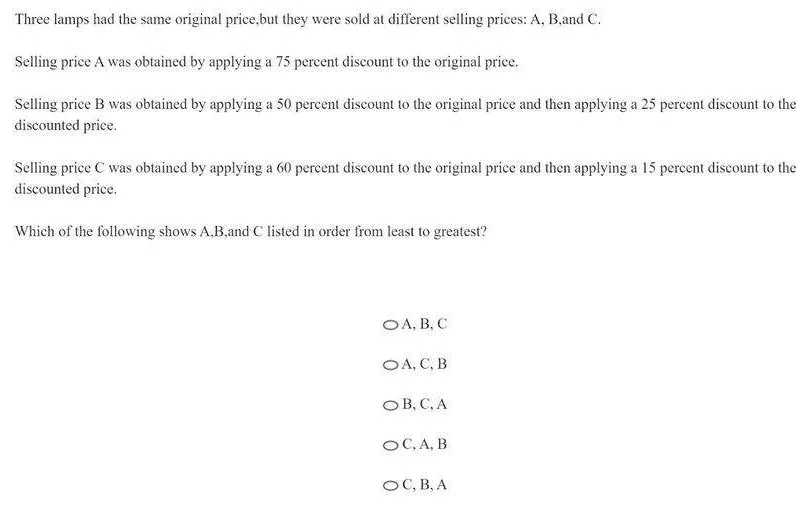 Three lamps had the same original price,but they were sold at different selling prices: A, B,and C.
Selling price A was obtained by applying a 75 percent discount to the original price.
Selling price B was obtained by applying a 50 percent discount to the original price and then applying a 25 percent discount to the
discounted price.
Selling price C was obtained by applying a 60 percent discount to the original price and then applying a 15 percent discount to the
discounted price.
Which of the following shows A,B,and C listed in order from least to greatest?
A, B, C
A, C, B
B, C, A
C, A, B
C, B, A